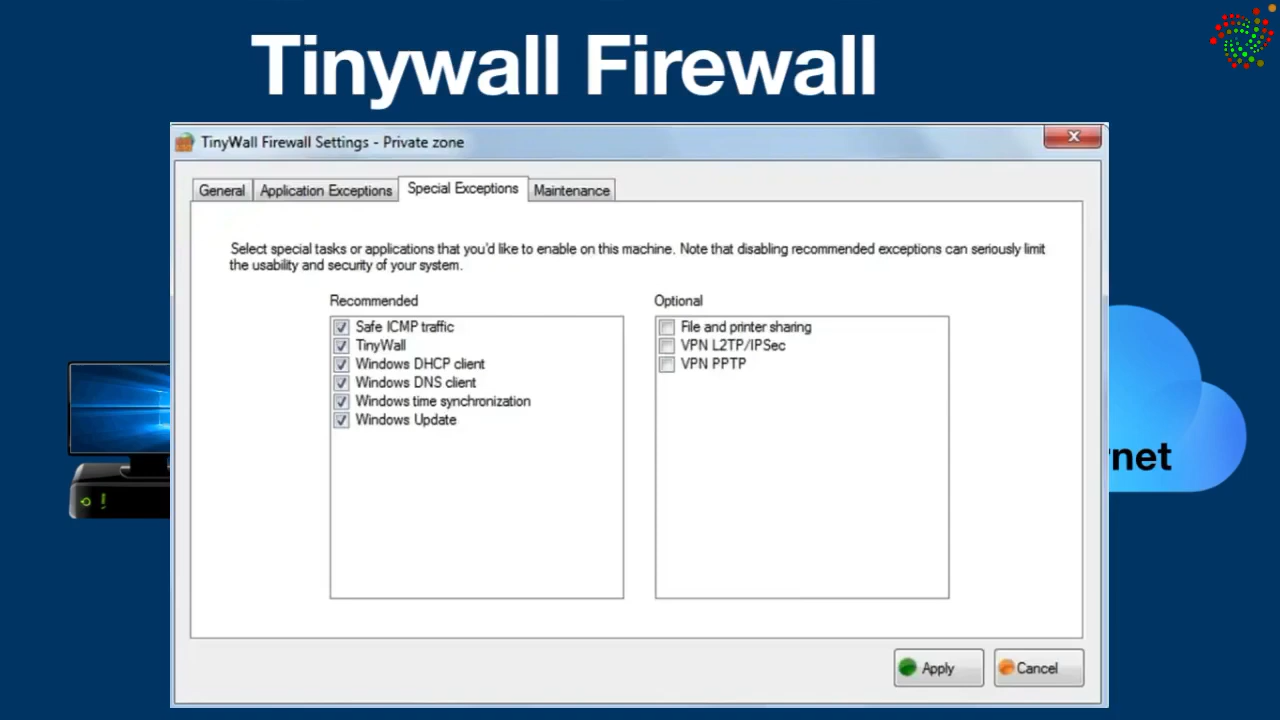 Tinywall Firewall
TinyWall Firewall Settings - Private zone
General
Application Exceptions
Special Exceptions
Maintenance
Select special tasks or applications that you'd like to enable on this machine. Note that disabling recommended exceptions can seriously limit
the usability and security of your system.
Recommended
Safe ICMP traffic
TinyWall
Windows DHCP client
Windows DNS client
Windows time synchronization
Windows Update
Optional
File and printer sharing
VPN L2TP/IPSec
VPN PPTP
rnet
Apply
Cancel